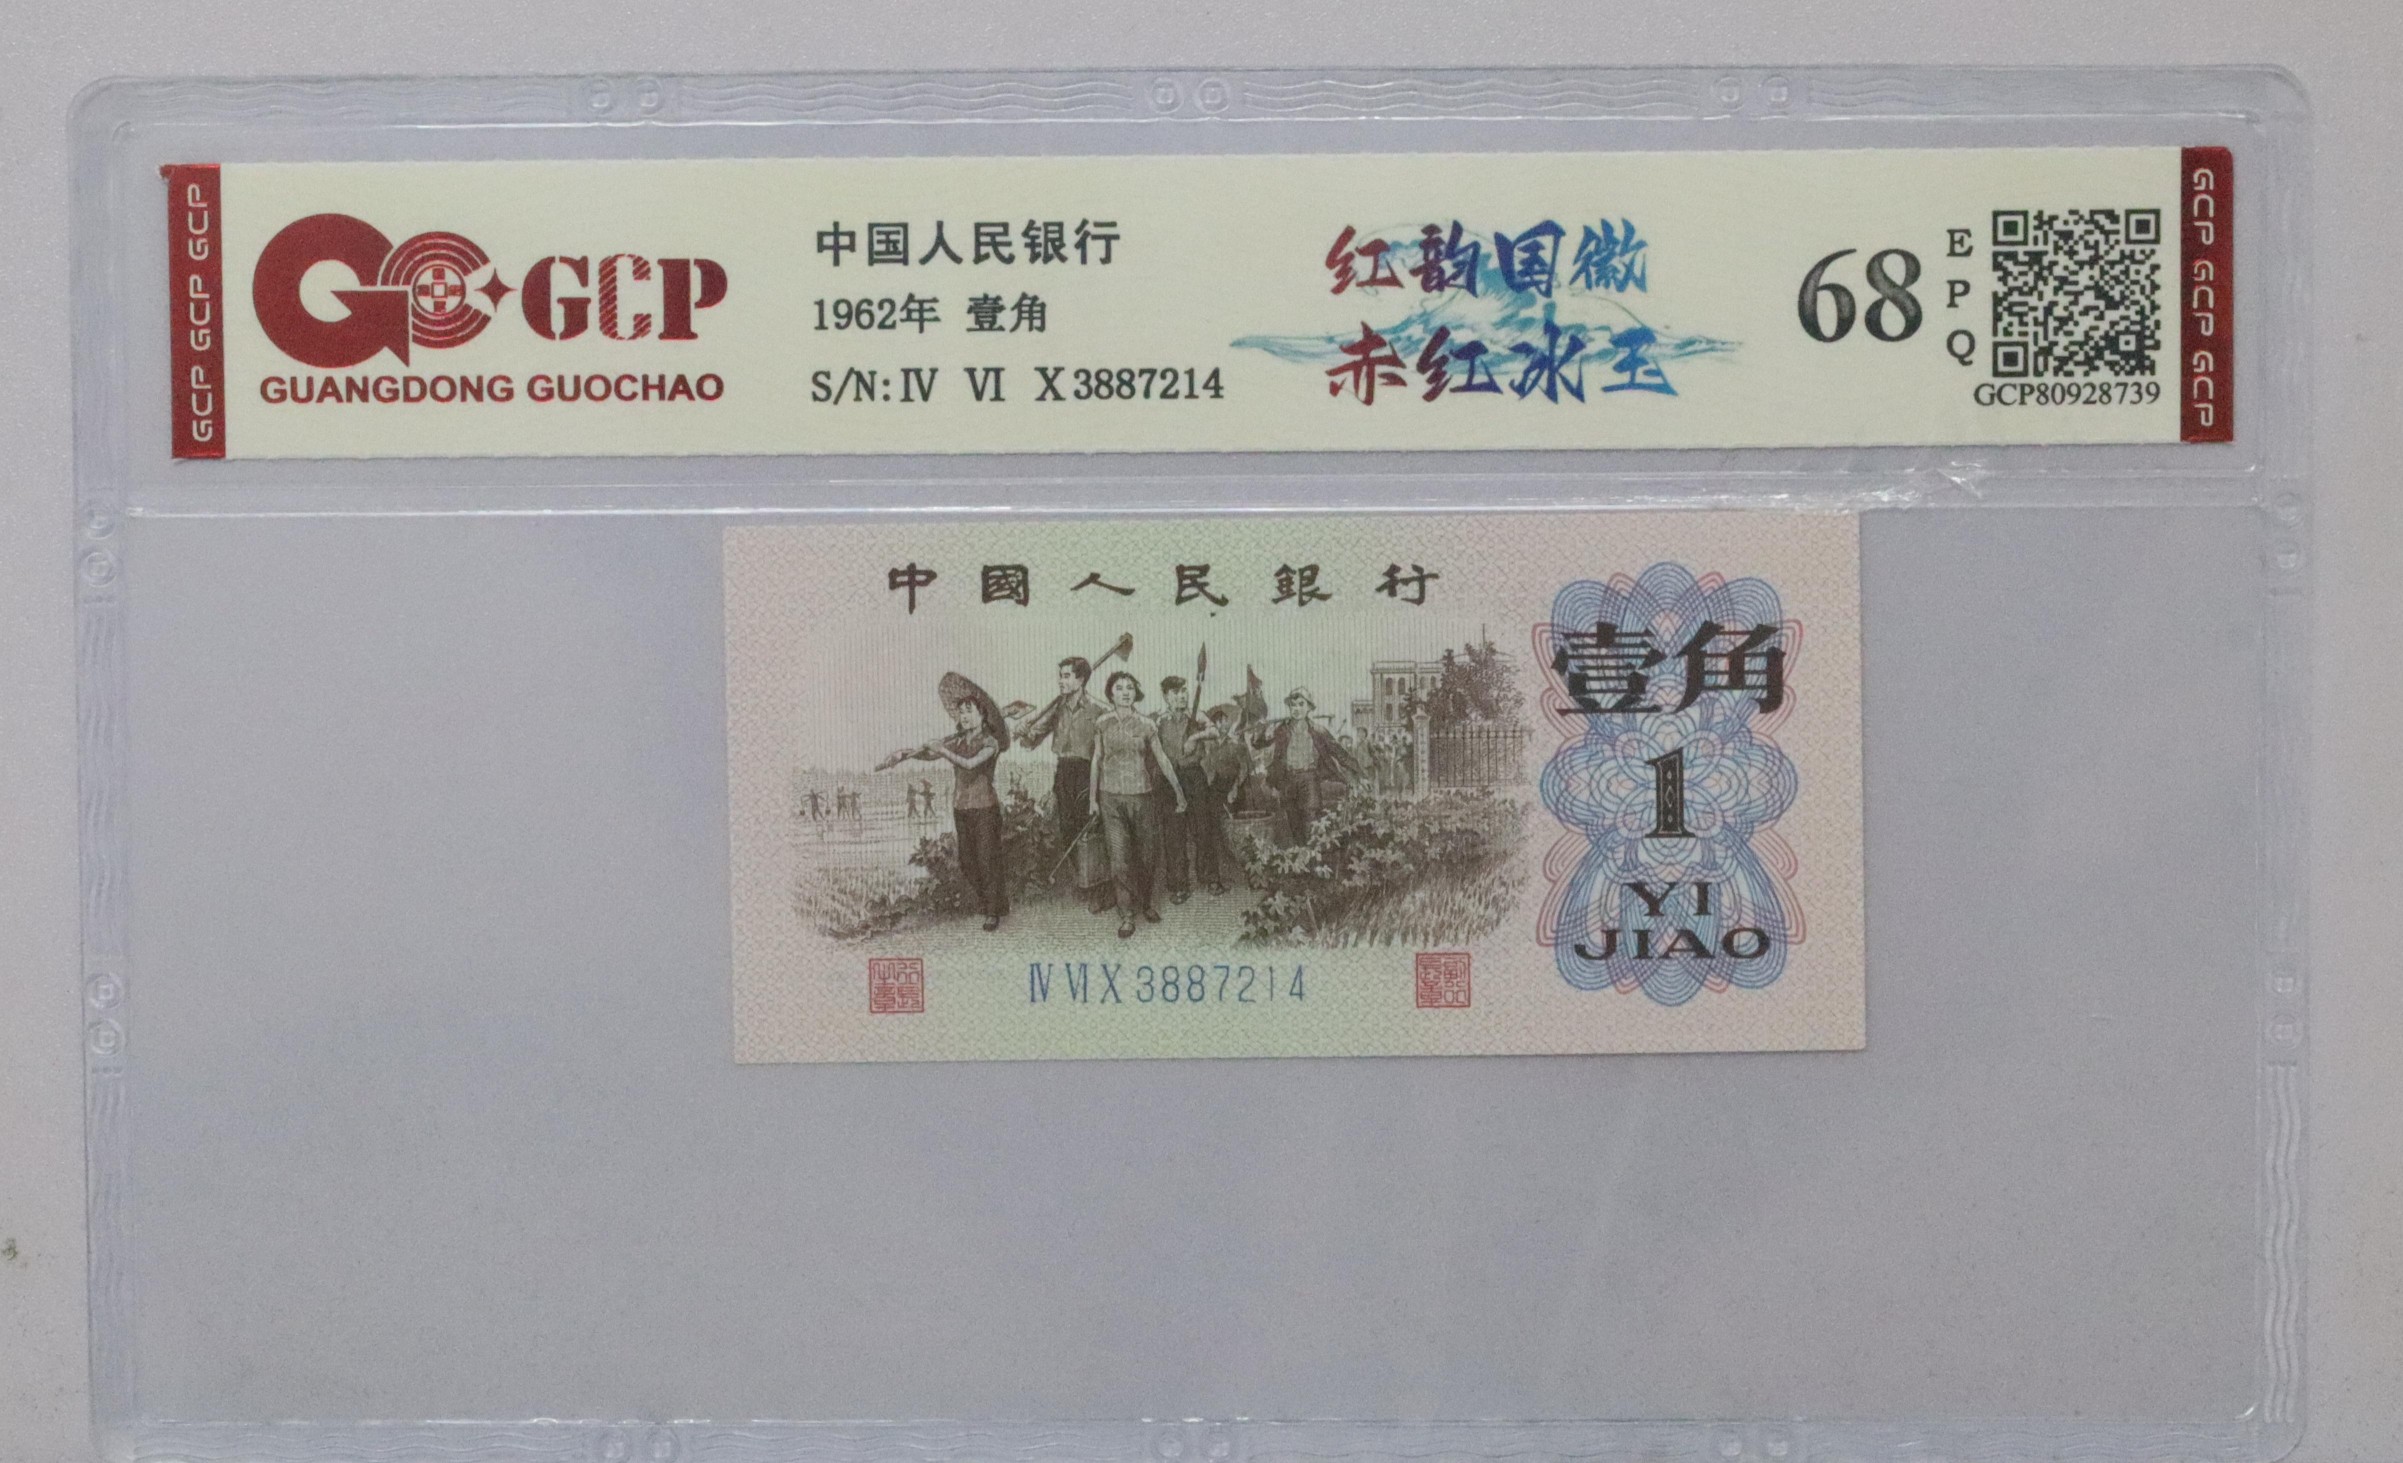 GCP GCP GCP
GCP
GUANGDONG GUOCHAO
中国人民银行
1962年 壹角
S/N: IV VI X 3887214
红韵国徽
赤红冰玉
68
EPQ
GCP80928739
GCP GCP GCP
中國人民銀行
壹角
1
YI
JIAO
IV VI X 3887214